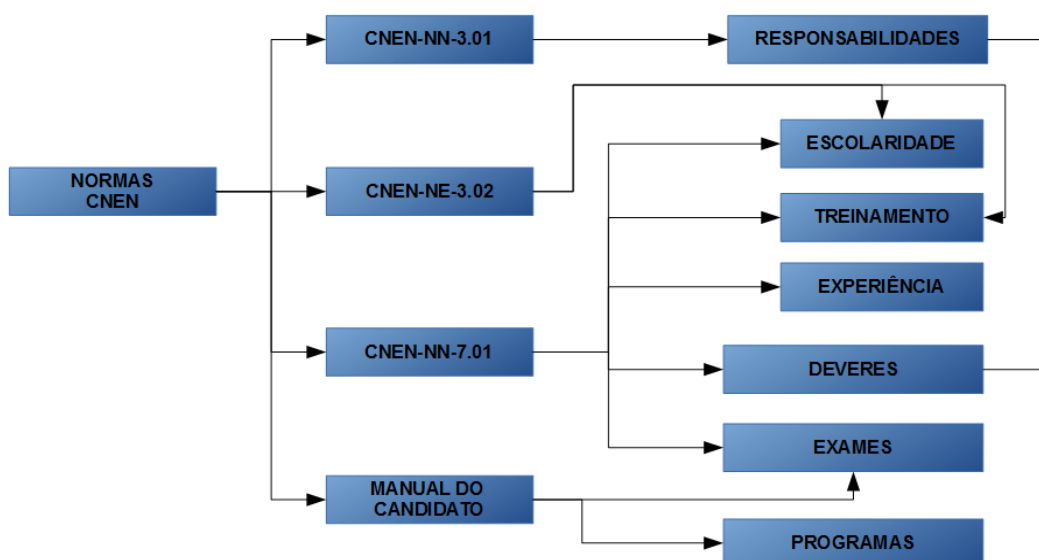 CNEN-NN-3.01
RESPONSABILIDADES
ESCOLARIDADE
NORMAS
CNEN
CNEN-NE-3.02
TREINAMENTO
EXPERIÊNCIA
CNEN-NN-7.01
DEVERES
EXAMES
MANUAL DO
CANDIDATO
PROGRAMAS